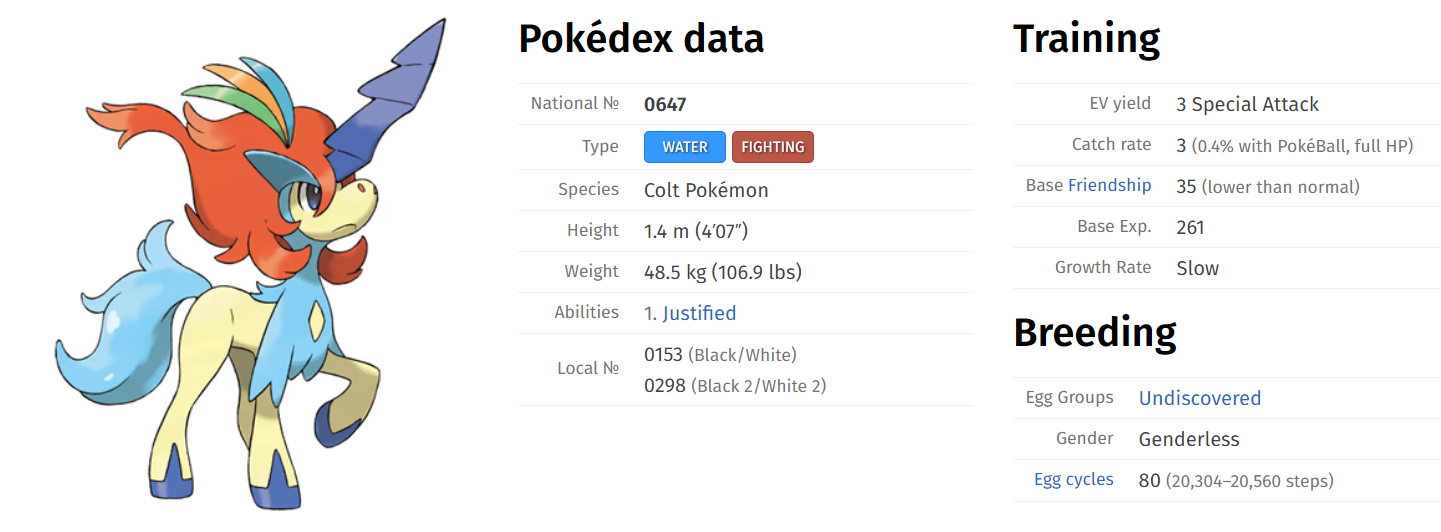 Pokédex data
National № 0647
Type WATER FIGHTING
Species Colt Pokémon
Height 1.4 m (4′07″)
Weight 48.5 kg (106.9 lbs)
Abilities 1. Justified
Local № 0153 (Black/White)
0298 (Black 2/White 2)
Training
EV yield 3 Special Attack
Catch rate 3 (0.4% with PokéBall, full HP)
Base Friendship 35 (lower than normal)
Base Exp. 261
Growth Rate Slow
Breeding
Egg Groups Undiscovered
Gender Genderless
Egg cycles 80 (20,304–20,560 steps)